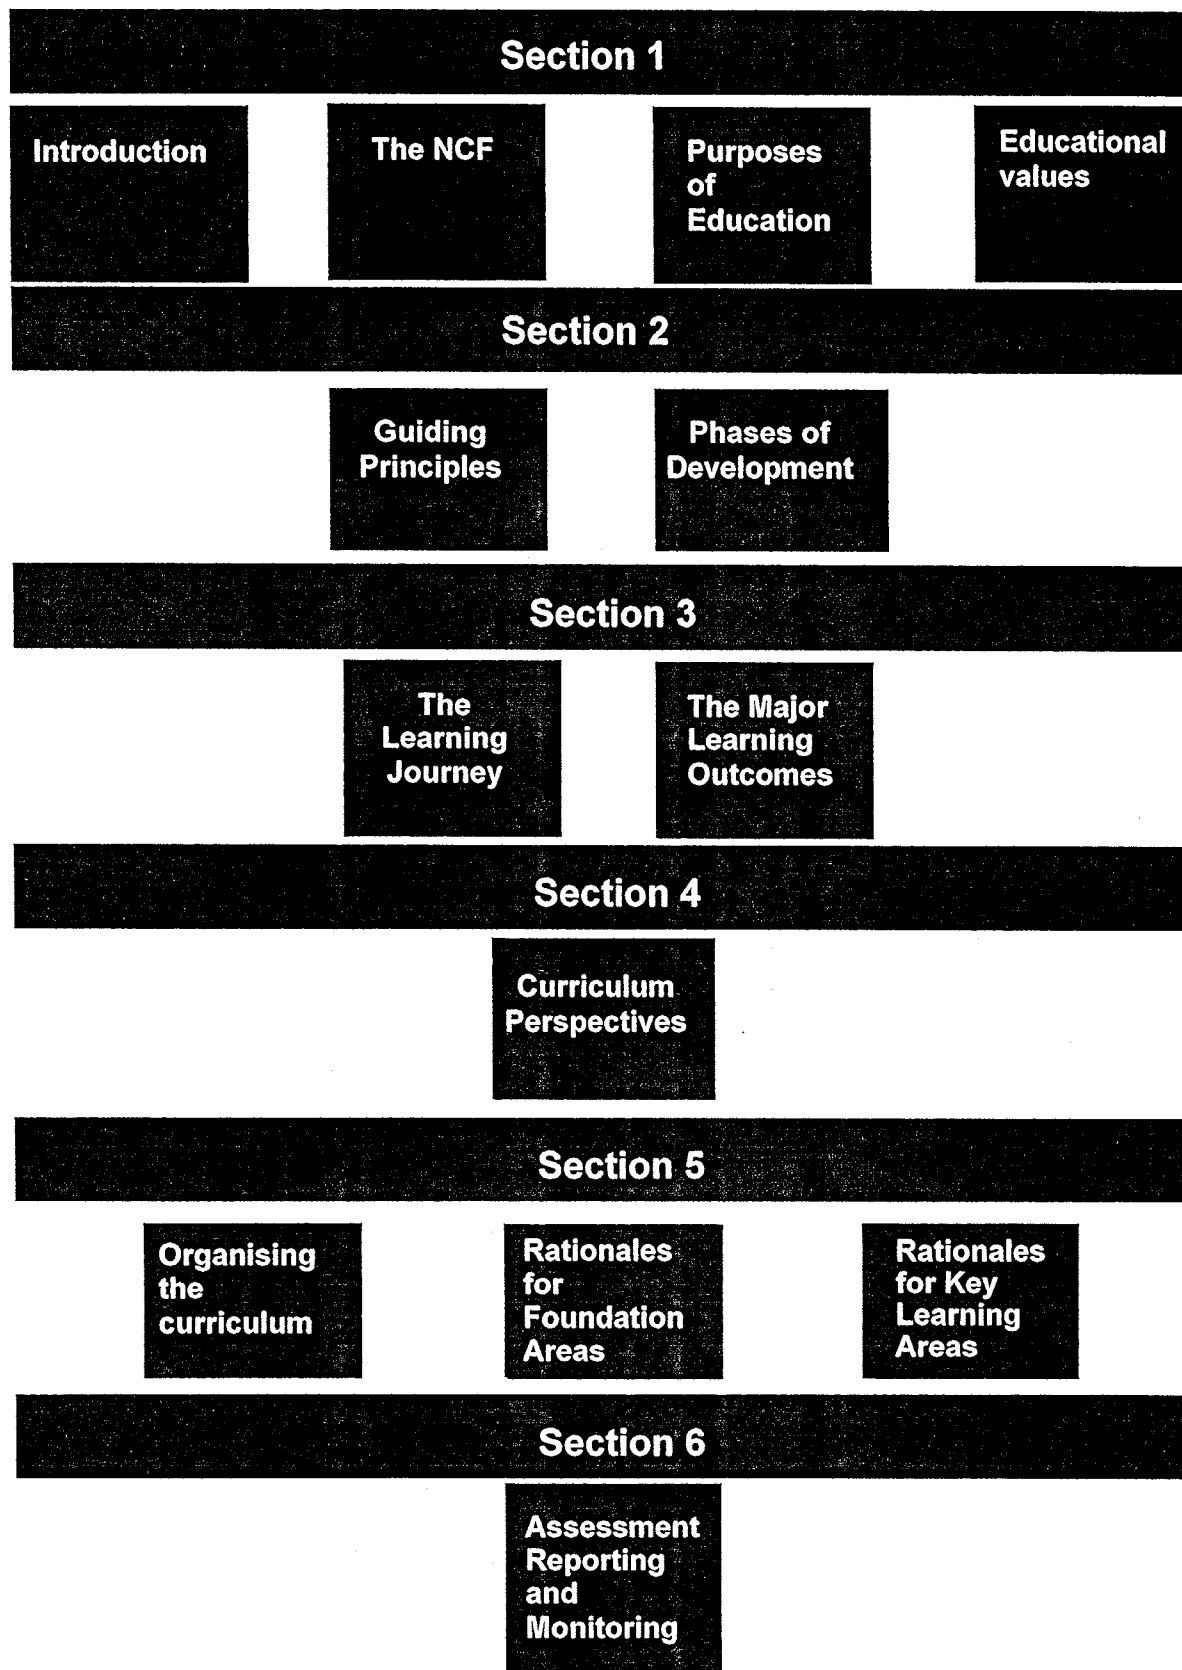 Section 1
Introduction
The NCF
Purposes
of
Education
Educational
values
Section 2
Guiding
Principles
Phases of
Development
Section 3
The
Learning
Journey
The Major
Learning
Outcomes
Section 4
Curriculum
Perspectives
Section 5
Organising
the
curriculum
Rationales
for
Foundation
Areas
Rationales
for Key
Learning
Areas
Section 6
Assessment
Reporting
and
Monitoring